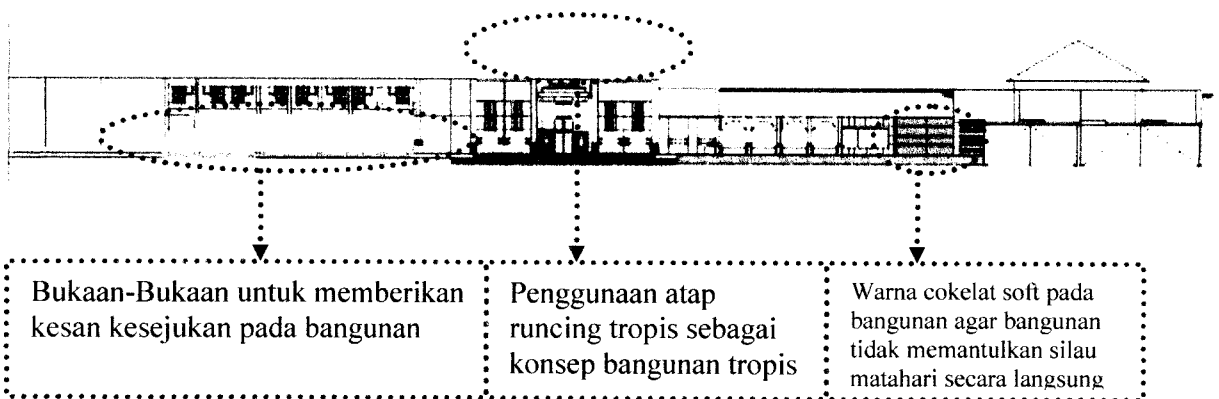 Bukaan-Bukaan untuk memberikan
kesan kesejukan pada bangunan
Penggunaan atap
runcing tropis sebagai
konsep bangunan tropis
Warna cokelat soft pada
bangunan agar bangunan
tidak memantulkan silau
matahari secara langsung